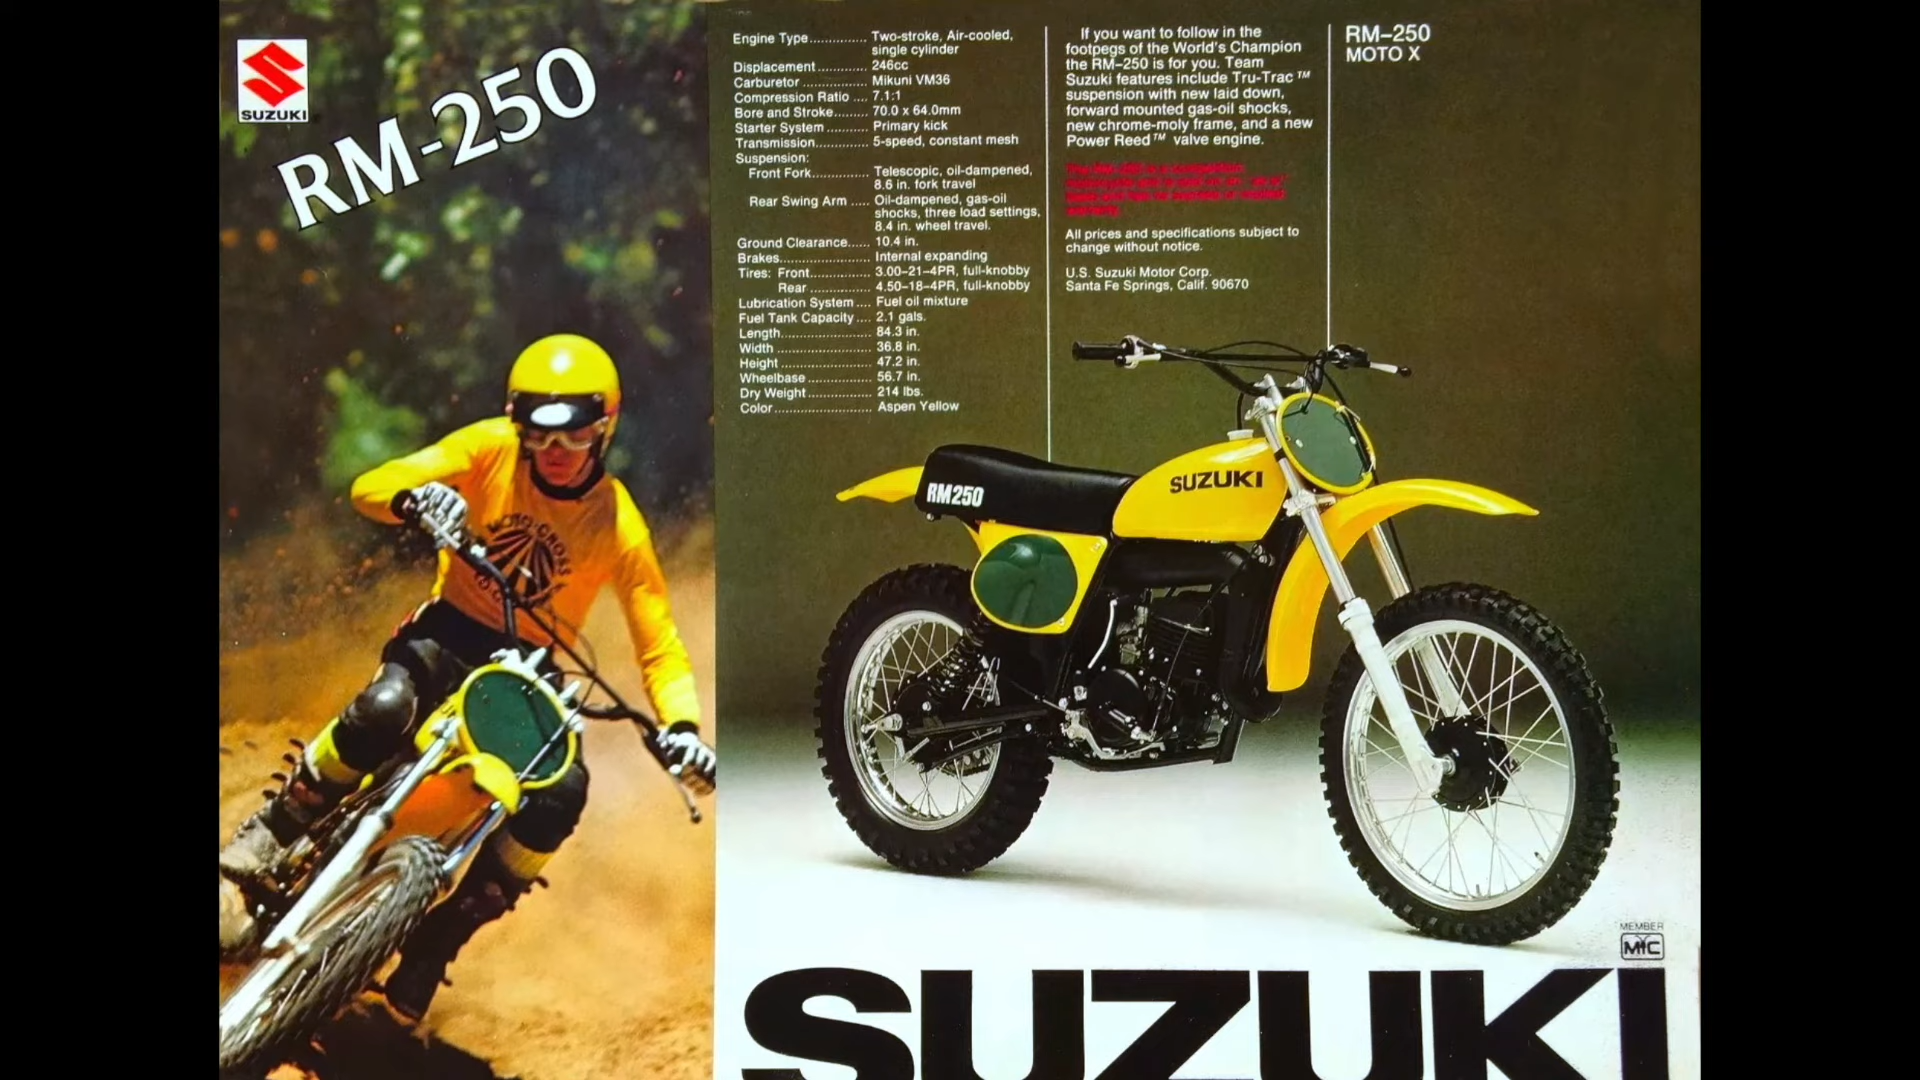 SUZUKI
RM-250
MOTO-CROSS
Engine Type.............. Two-stroke, Air-cooled,
single cylinder
Displacement ............ 246cc
Carburetor ................ Mikuni VM36
Compression Ratio .... 7.1:1
Bore and Stroke......... 70.0 x 64.0mm
Starter System .......... Primary kick
Transmission............. 5-speed, constant mesh
Suspension:
Front Fork.............. Telescopic, oil-dampened,
8.6 in. fork travel
Rear Swing Arm ..... Oil-dampened, gas-oil
shocks, three load settings,
8.4 in. wheel travel.
Ground Clearance...... 10.4 in.
Brakes....................... Internal expanding
Tires: Front............... 3.00-21-4PR, full-knobby
Rear ............... 4.50-18-4PR, full-knobby
Lubrication System .... Fuel oil mixture
Fuel Tank Capacity .... 2.1 gals.
Length....................... 84.3 in.
Width ........................ 36.8 in.
Height ....................... 47.2 in.
Wheelbase ................ 56.7 in.
Dry Weight ................ 214 lbs.
Color......................... Aspen Yellow
If you want to follow in the
footpegs of the World's Champion
the RM-250 is for you. Team
Suzuki features include Tru-Trac™
suspension with new laid down,
forward mounted gas-oil shocks,
new chrome-moly frame, and a new
Power Reed™ valve engine.
All prices and specifications subject to
change without notice.
U.S. Suzuki Motor Corp.
Santa Fe Springs, Calif. 90670
RM-250
MOTO X
SUZUKI
RM250
MEMBER
MIC
SUZUKI